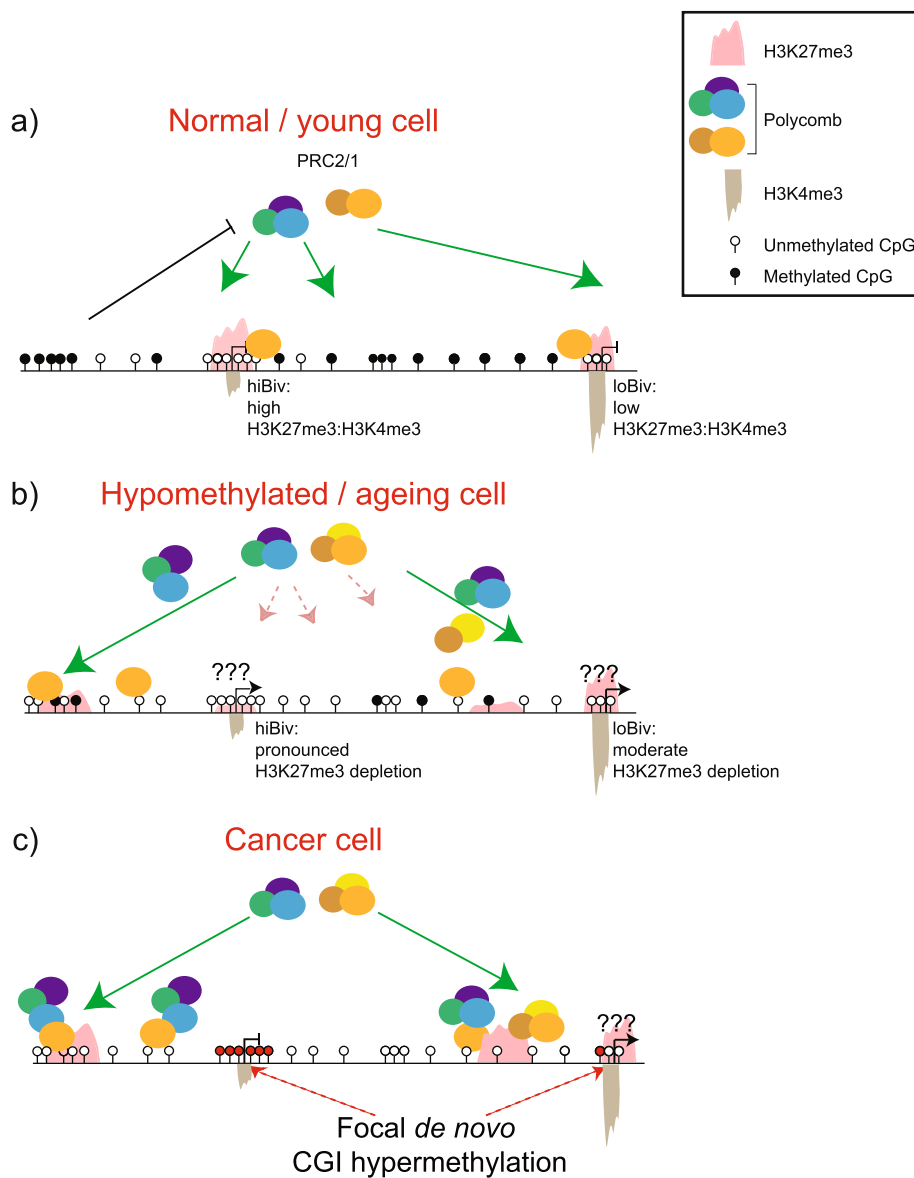 H3K27me3
Polycomb
H3K4me3
Unmethylated CpG
Methylated CpG
a)
Normal / young cell
PRC2/1
hiBiv:
high
H3K27me3:H3K4me3
loBiv:
low
H3K27me3:H3K4me3
b)
Hypomethylated / ageing cell
???
???
hiBiv:
pronounced
H3K27me3 depletion
loBiv:
moderate
H3K27me3 depletion
c)
Cancer cell
???
Focal de novo
CGI hypermethylation